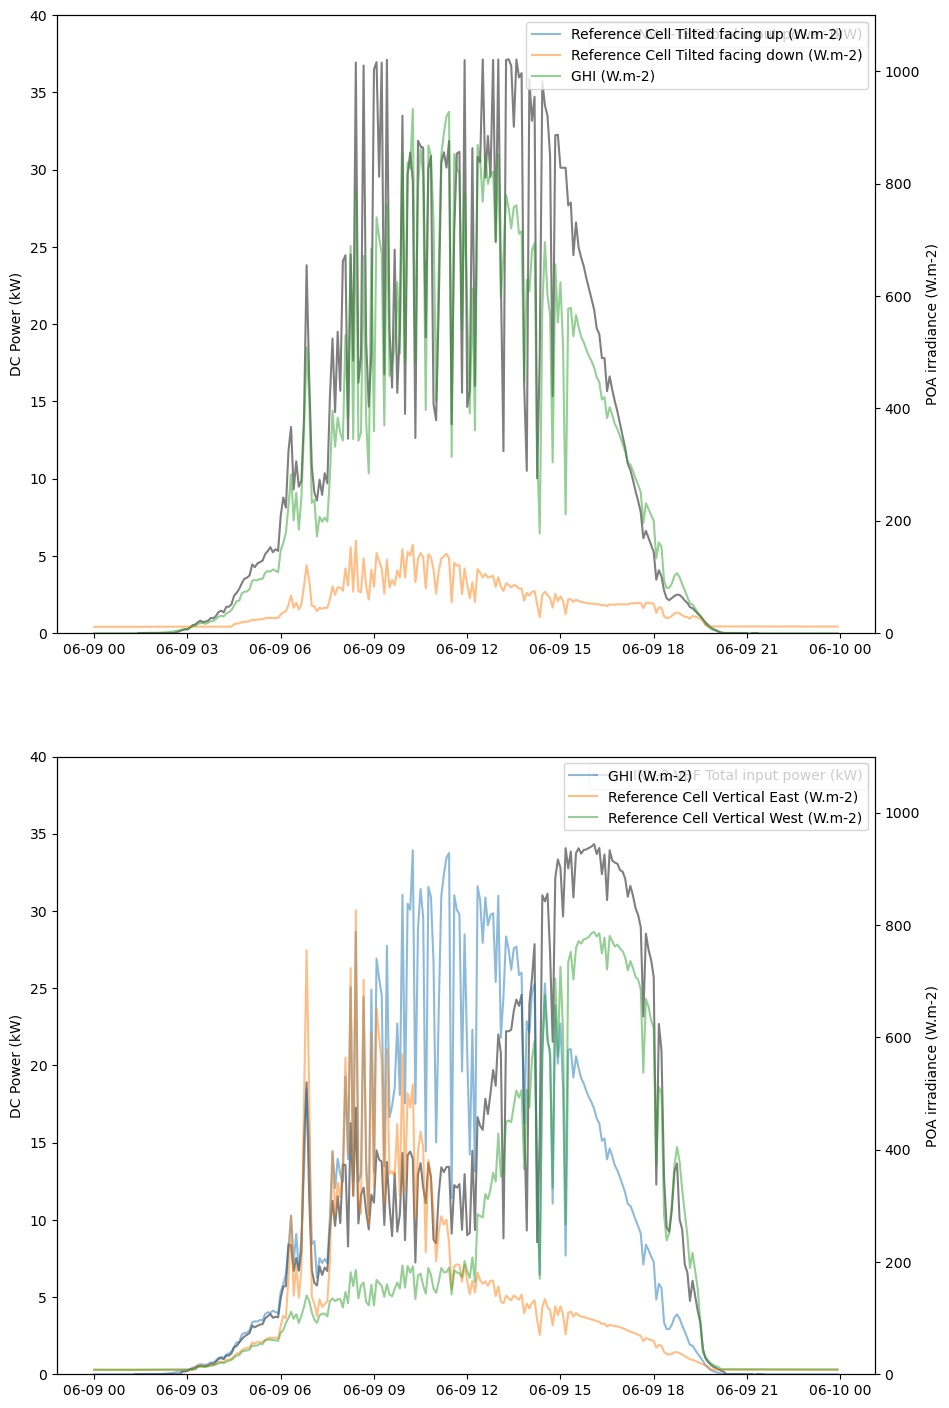 40
35
30
25
20
15
10
5
0
DC Power (kW)
Reference Cell Tilted facing up (W.m-2)
Reference Cell Tilted facing down (W.m-2)
GHI (W.m-2)
1000
800
600
400
200
0
POA irradiance (W.m-2)
06-09 00 06-09 03 06-09 06 06-09 09 06-09 12 06-09 15 06-09 18 06-09 21 06-10 00
40
35
30
25
20
15
10
5
0
DC Power (kW)
Total input power (kW)
GHI (W.m-2)
Reference Cell Vertical East (W.m-2)
Reference Cell Vertical West (W.m-2)
1000
800
600
400
200
0
POA irradiance (W.m-2)
06-09 00 06-09 03 06-09 06 06-09 09 06-09 12 06-09 15 06-09 18 06-09 21 06-10 00